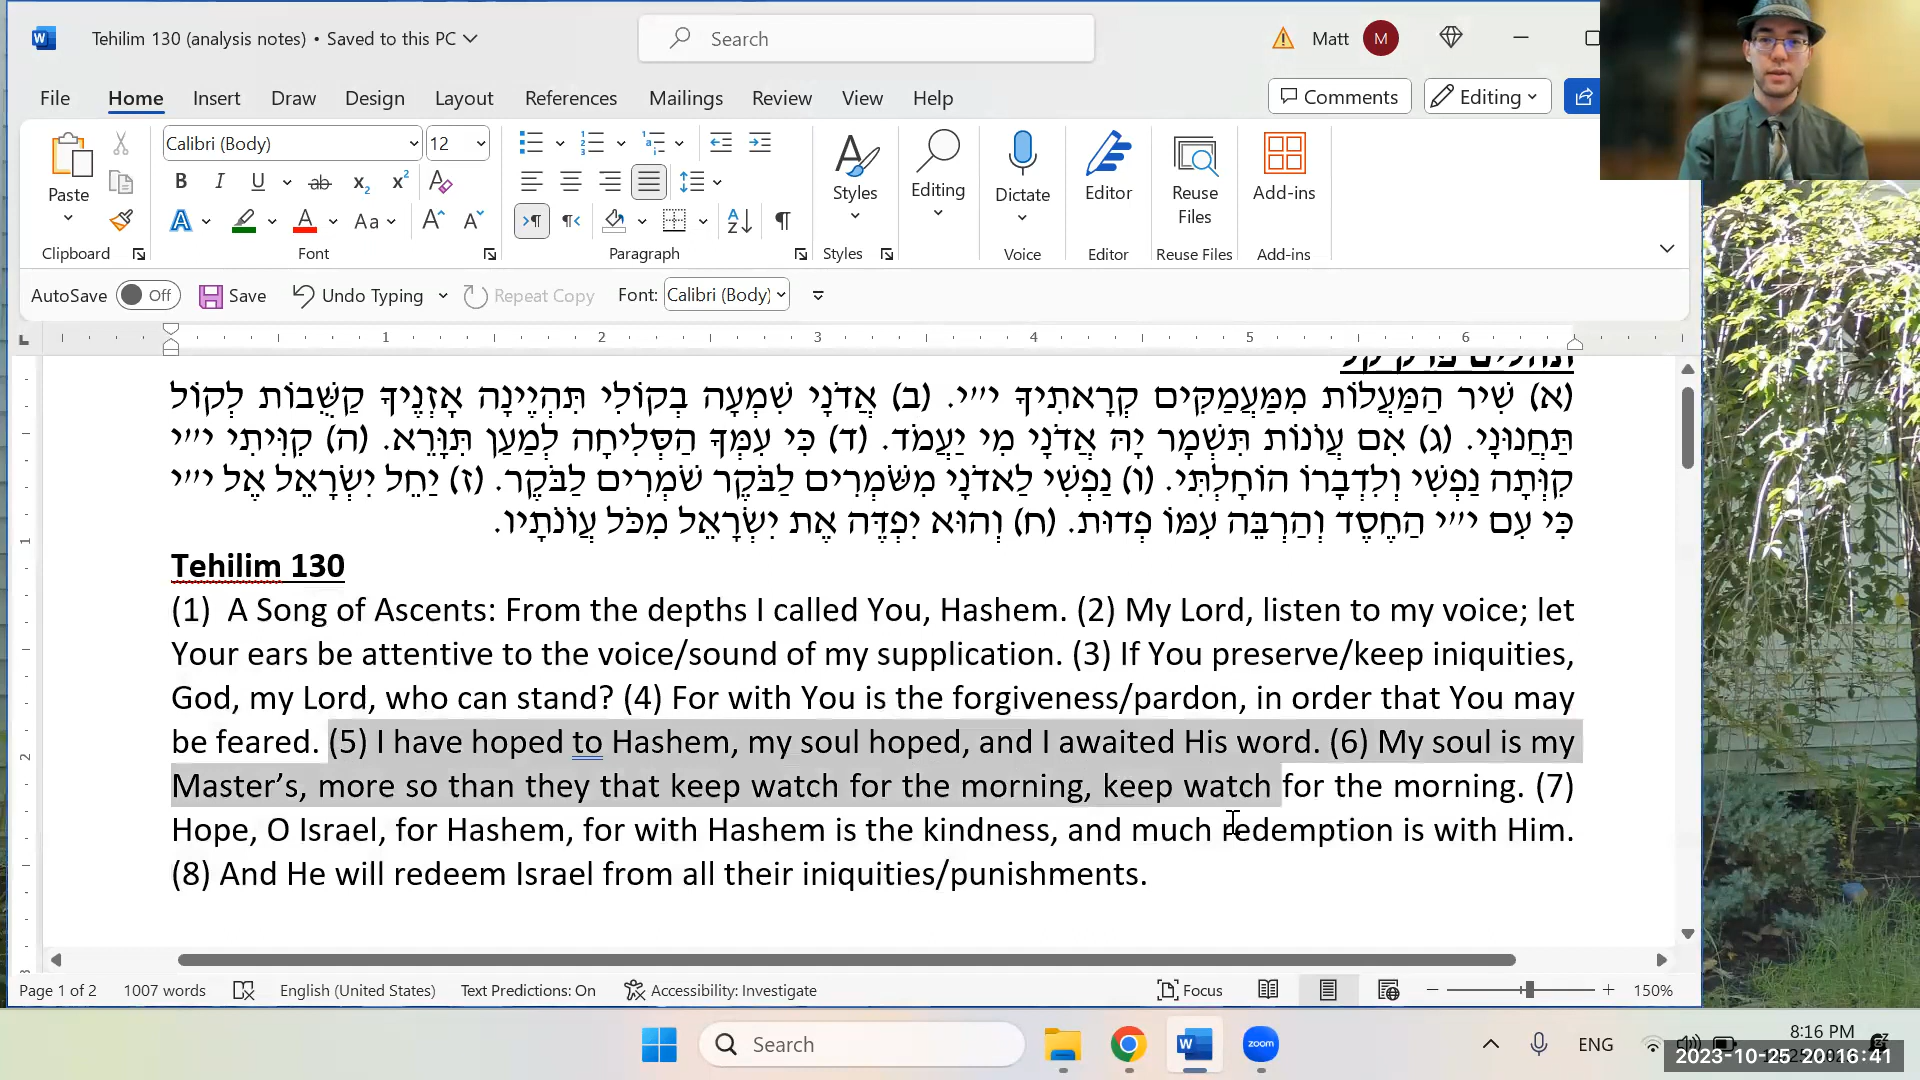 Tehilim 130 (analysis notes) • Saved to this PC
Search
Matt
M
File Home Insert Draw Design Layout References Mailings Review View Help
Comments
Editing
Paste
Calibri (Body)
12
Styles
Editing
Dictate
Editor
Reuse Files
Add-ins
Clipboard
Font
Paragraph
Styles
Voice
Editor
Reuse Files
Add-ins
AutoSave Off Save Undo Typing Repeat Copy Font: Calibri (Body)
1 2 3 4 5 6
תהלים פרק קל
(א) שִׁיר הַמַּעֲלוֹת מִמַּעֲמַקִּים קְרָאתִיךָ י״י. (ב) אֲדֹנָי שִׁמְעָה בְקוֹלִי תִּהְיֶינָה אָזְנֶיךָ קַשֻּׁבוֹת לְקוֹל
תַּחֲנוּנָי. (ג) אִם עֲוֺנוֹת תִּשְׁמָר יָהּ אֲדֹנָי מִי יַעֲמֹד. (ד) כִּי עִמְּךָ הַסְּלִיחָה לְמַעַן תִּוָּרֵא. (ה) קִוִּיתִי י״י
קִוְּתָה נַפְשִׁי וְלִדְבָרוֹ הוֹחָלְתִּי. (ו) נַפְשִׁי לַאדֹנָי מִשֹּׁמְרִים לַבֹּקֶר שֹׁמְרִים לַבֹּקֶר. (ז) יַחֵל יִשְׂרָאֵל אֶל י״י
כִּי עִם י״י הַחֶסֶד וְהַרְבֵּה עִמּוֹ פְדוּת. (ח) וְהוּא יִפְדֶּה אֶת יִשְׂרָאֵל מִכֹּל עֲוֺנֹתָיו.
Tehilim 130
(1) A Song of Ascents: From the depths I called You, Hashem. (2) My Lord, listen to my voice; let
Your ears be attentive to the voice/sound of my supplication. (3) If You preserve/keep iniquities,
God, my Lord, who can stand? (4) For with You is the forgiveness/pardon, in order that You may
be feared. (5) I have hoped to Hashem, my soul hoped, and I awaited His word. (6) My soul is my
Master’s, more so than they that keep watch for the morning, keep watch for the morning. (7)
Hope, O Israel, for Hashem, for with Hashem is the kindness, and much redemption is with Him.
(8) And He will redeem Israel from all their iniquities/punishments.
Page 1 of 2 1007 words English (United States) Text Predictions: On Accessibility: Investigate Focus 150%
Search
zoom
ENG
8:16 PM
2023-10-25 20:16:41